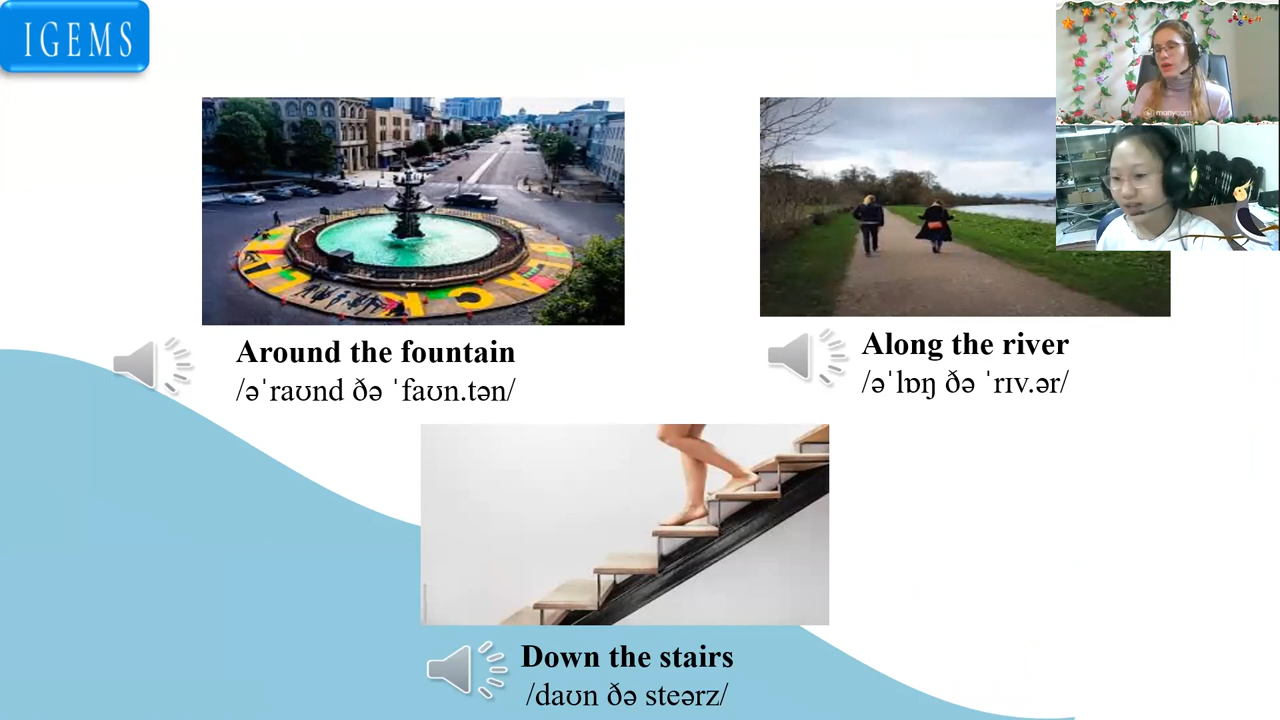 IGEMS
manycam
Around the fountain
/əˈraʊnd ðə ˈfaʊn.tən/
Along the river
/əˈlɒŋ ðə ˈrɪv.ər/
Down the stairs
/daʊn ðə steərz/